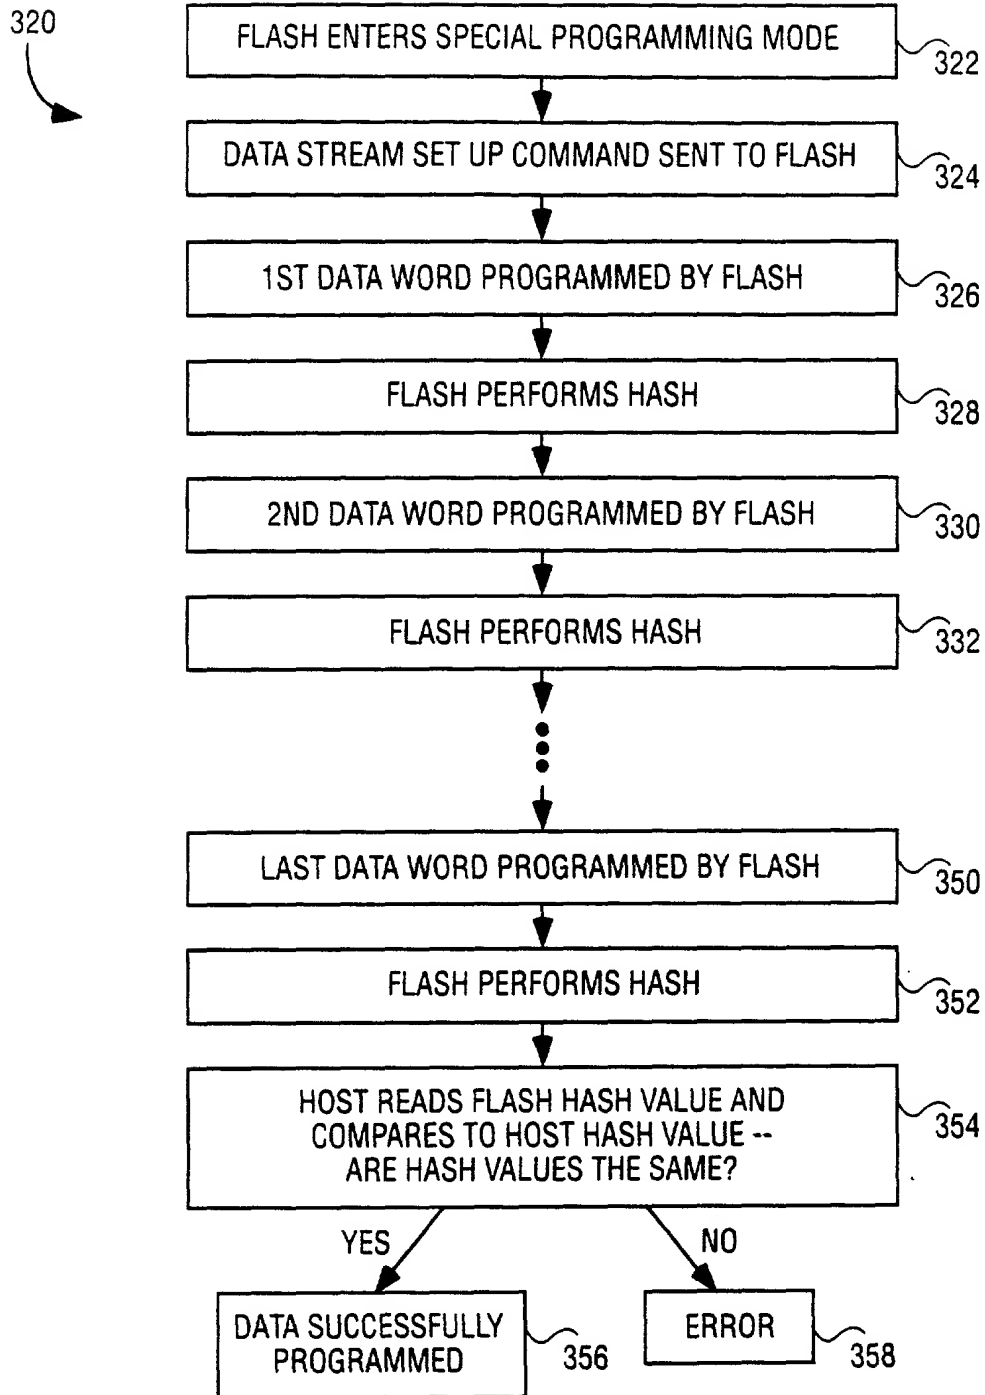 320
FLASH ENTERS SPECIAL PROGRAMMING MODE
322
DATA STREAM SET UP COMMAND SENT TO FLASH
324
1ST DATA WORD PROGRAMMED BY FLASH
326
FLASH PERFORMS HASH
328
2ND DATA WORD PROGRAMMED BY FLASH
330
FLASH PERFORMS HASH
332
LAST DATA WORD PROGRAMMED BY FLASH
350
FLASH PERFORMS HASH
352
HOST READS FLASH HASH VALUE AND
COMPARES TO HOST HASH VALUE --
ARE HASH VALUES THE SAME?
354
YES
NO
DATA SUCCESSFULLY
PROGRAMMED
356
ERROR
358